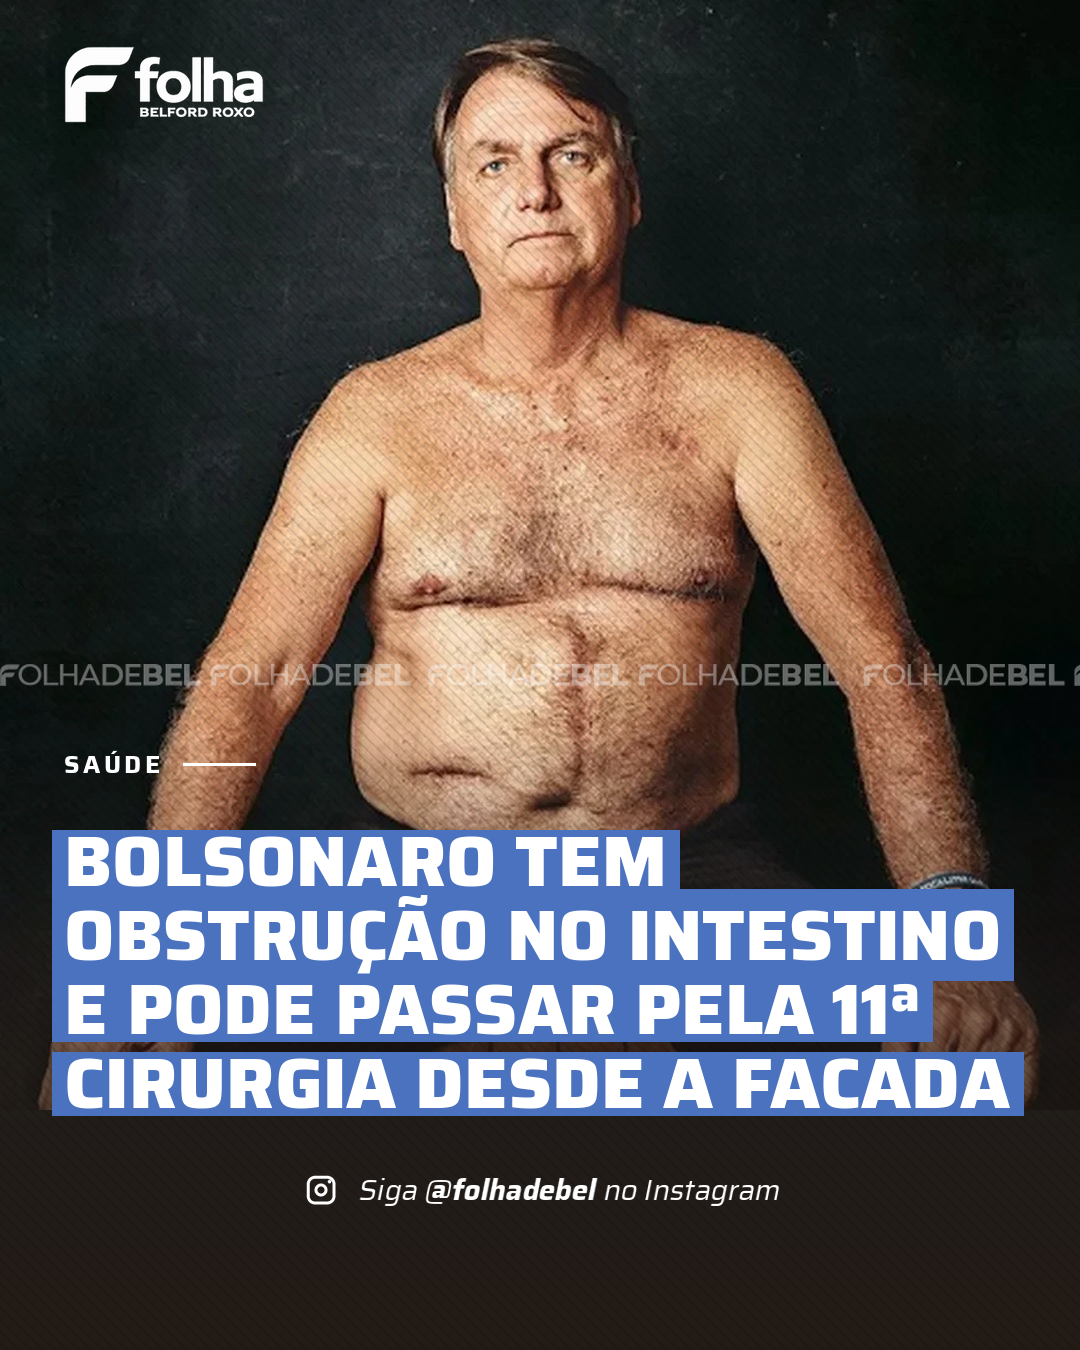 folha
BELFORD ROXO
FOLHADEBEL FOLHADEBEL FOLHADEBEL FOLHADEBEL FOLHADEBEL
SAÚDE
BOLSONARO TEM
OBSTRUÇÃO NO INTESTINO
E PODE PASSAR PELA 11ª
CIRURGIA DESDE A FACADA
Siga @folhadebel no Instagram